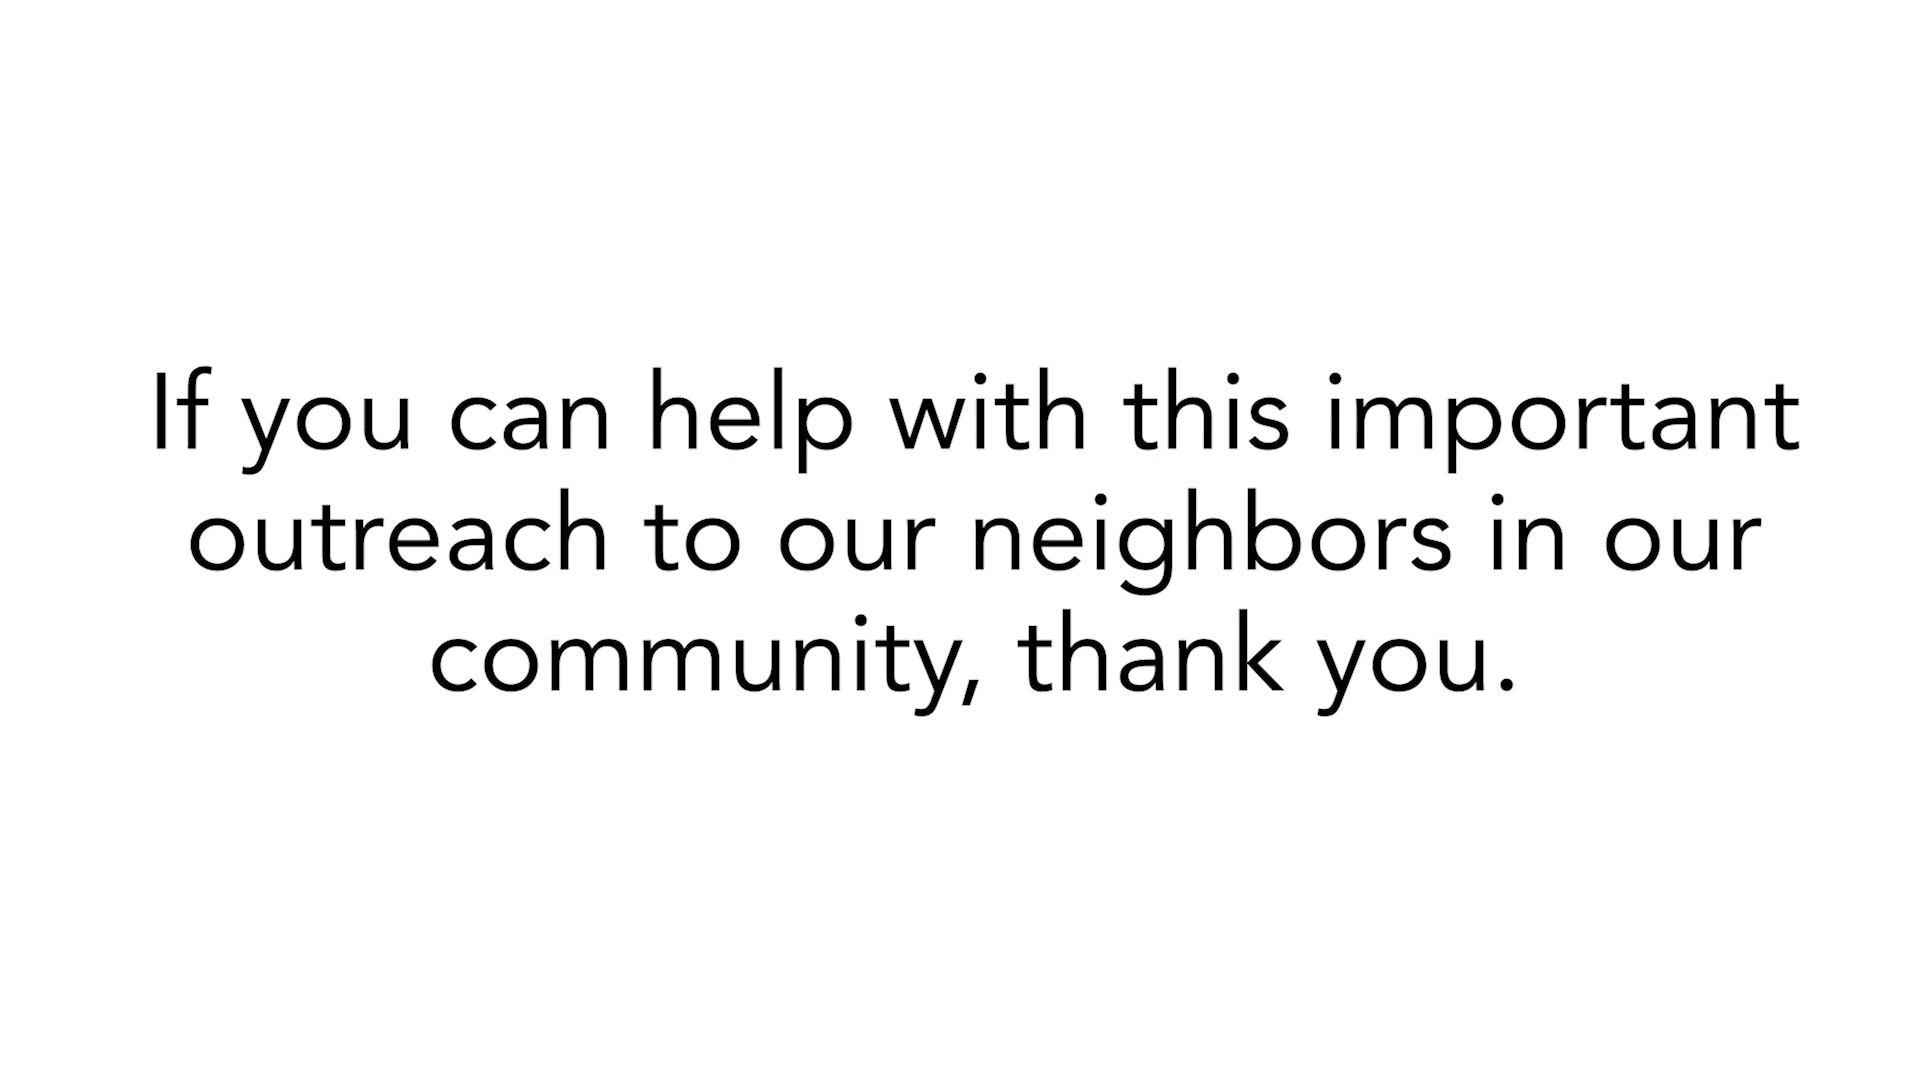 If you can help with this important
outreach to our neighbors in our
community, thank you.